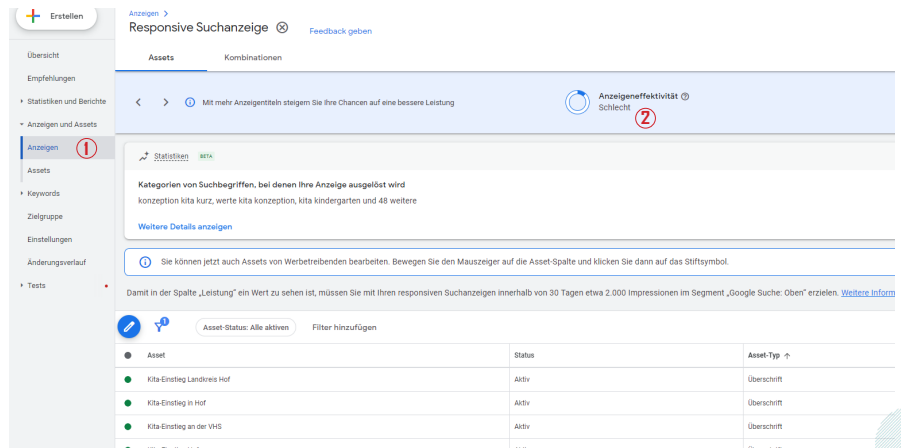 Erstellen
Übersicht
Empfehlungen
Statistiken und Berichte
Anzeigen und Assets
Anzeigen
①
Assets
Keywords
Zielgruppe
Einstellungen
Änderungsverlauf
Tests
Anzeigen >
Responsive Suchanzeige
Feedback geben
Assets Kombinationen
Mit mehr Anzeigentiteln steigern Sie Ihre Chancen auf eine bessere Leistung
Anzeigeneffektivität
Schlecht
②
Statistiken BETA
Kategorien von Suchbegriffen, bei denen Ihre Anzeige ausgelöst wird
konzeption kita kurz, werte kita konzeption, kita kindergarten und 48 weitere
Weitere Details anzeigen
Sie können jetzt auch Assets von Werbetreibenden bearbeiten. Bewegen Sie den Mauszeiger auf die Asset-Spalte und klicken Sie dann auf das Stiftsymbol.
Damit in der Spalte „Leistung“ ein Wert zu sehen ist, müssen Sie mit Ihren responsiven Suchanzeigen innerhalb von 30 Tagen etwa 2.000 Impressionen im Segment „Google Suche: Oben“ erzielen. Weitere Inform
1
Asset-Status: Alle aktiven Filter hinzufügen
Asset Status Asset-Typ ↑
Kita-Einstieg Landkreis Hof Aktiv Überschrift
Kita-Einstieg in Hof Aktiv Überschrift
Kita-Einstieg an der VHS Aktiv Überschrift